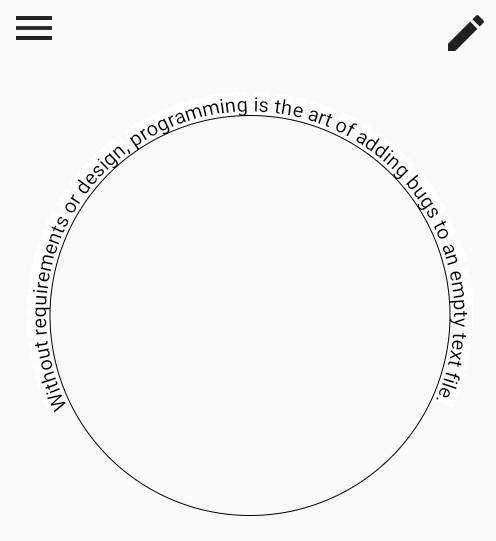 Without requirements or design, programming is the art of adding bugs to an empty text file.